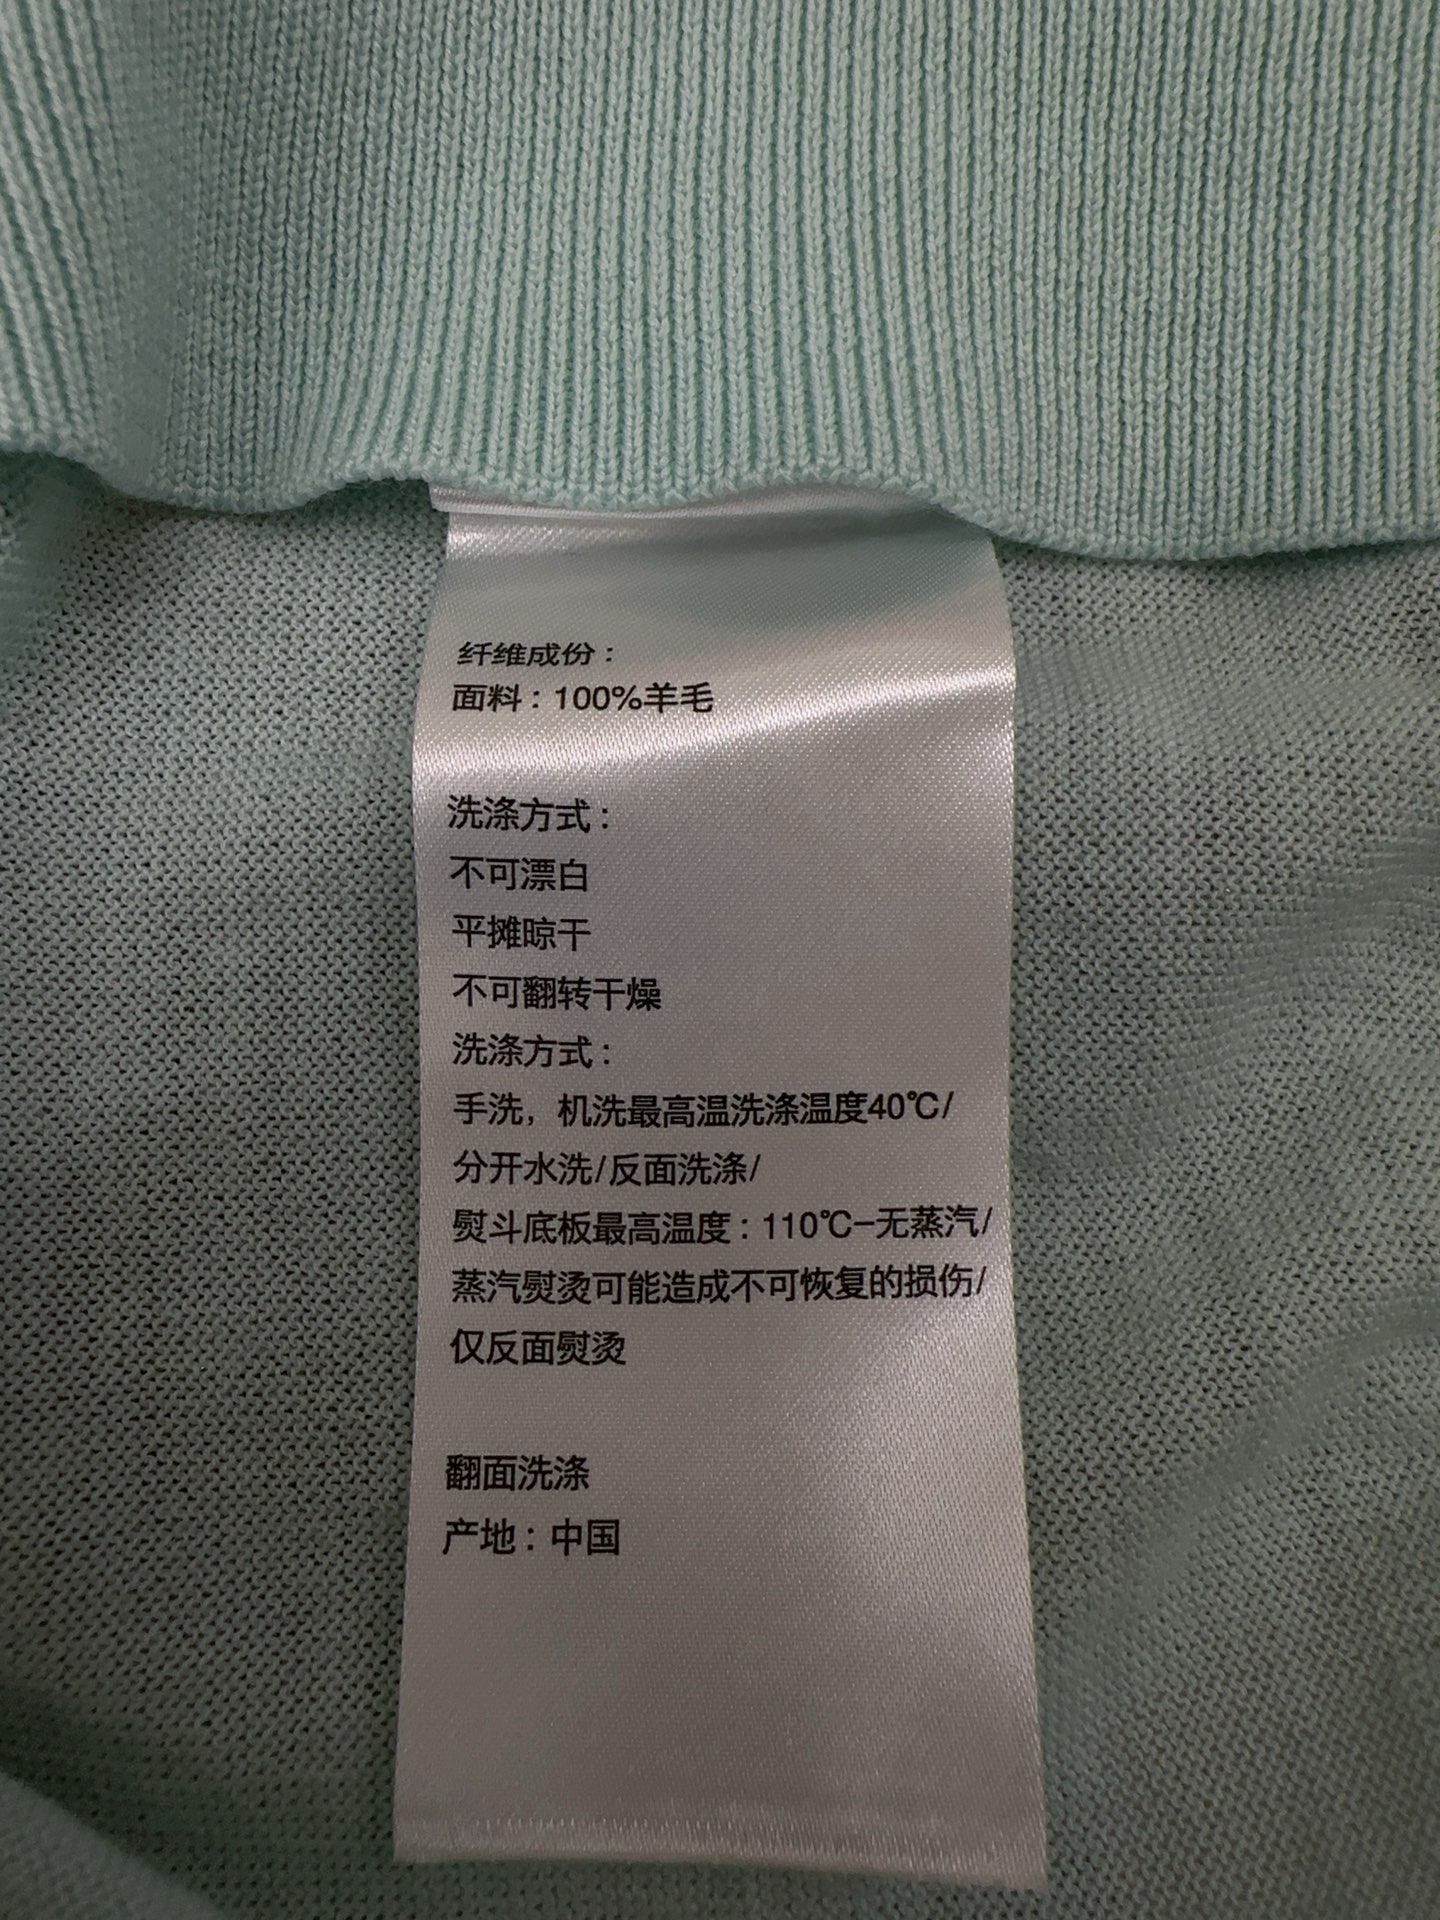 纤维成份：
面料：100%羊毛
洗涤方式：
不可漂白
平摊晾干
不可翻转干燥
洗涤方式：
手洗，机洗最高温洗涤温度40℃/
分开水洗/反面洗涤/
熨斗底板最高温度：110℃-无蒸汽/
蒸汽熨烫可能造成不可恢复的损伤/
仅反面熨烫
翻面洗涤
产地：中国